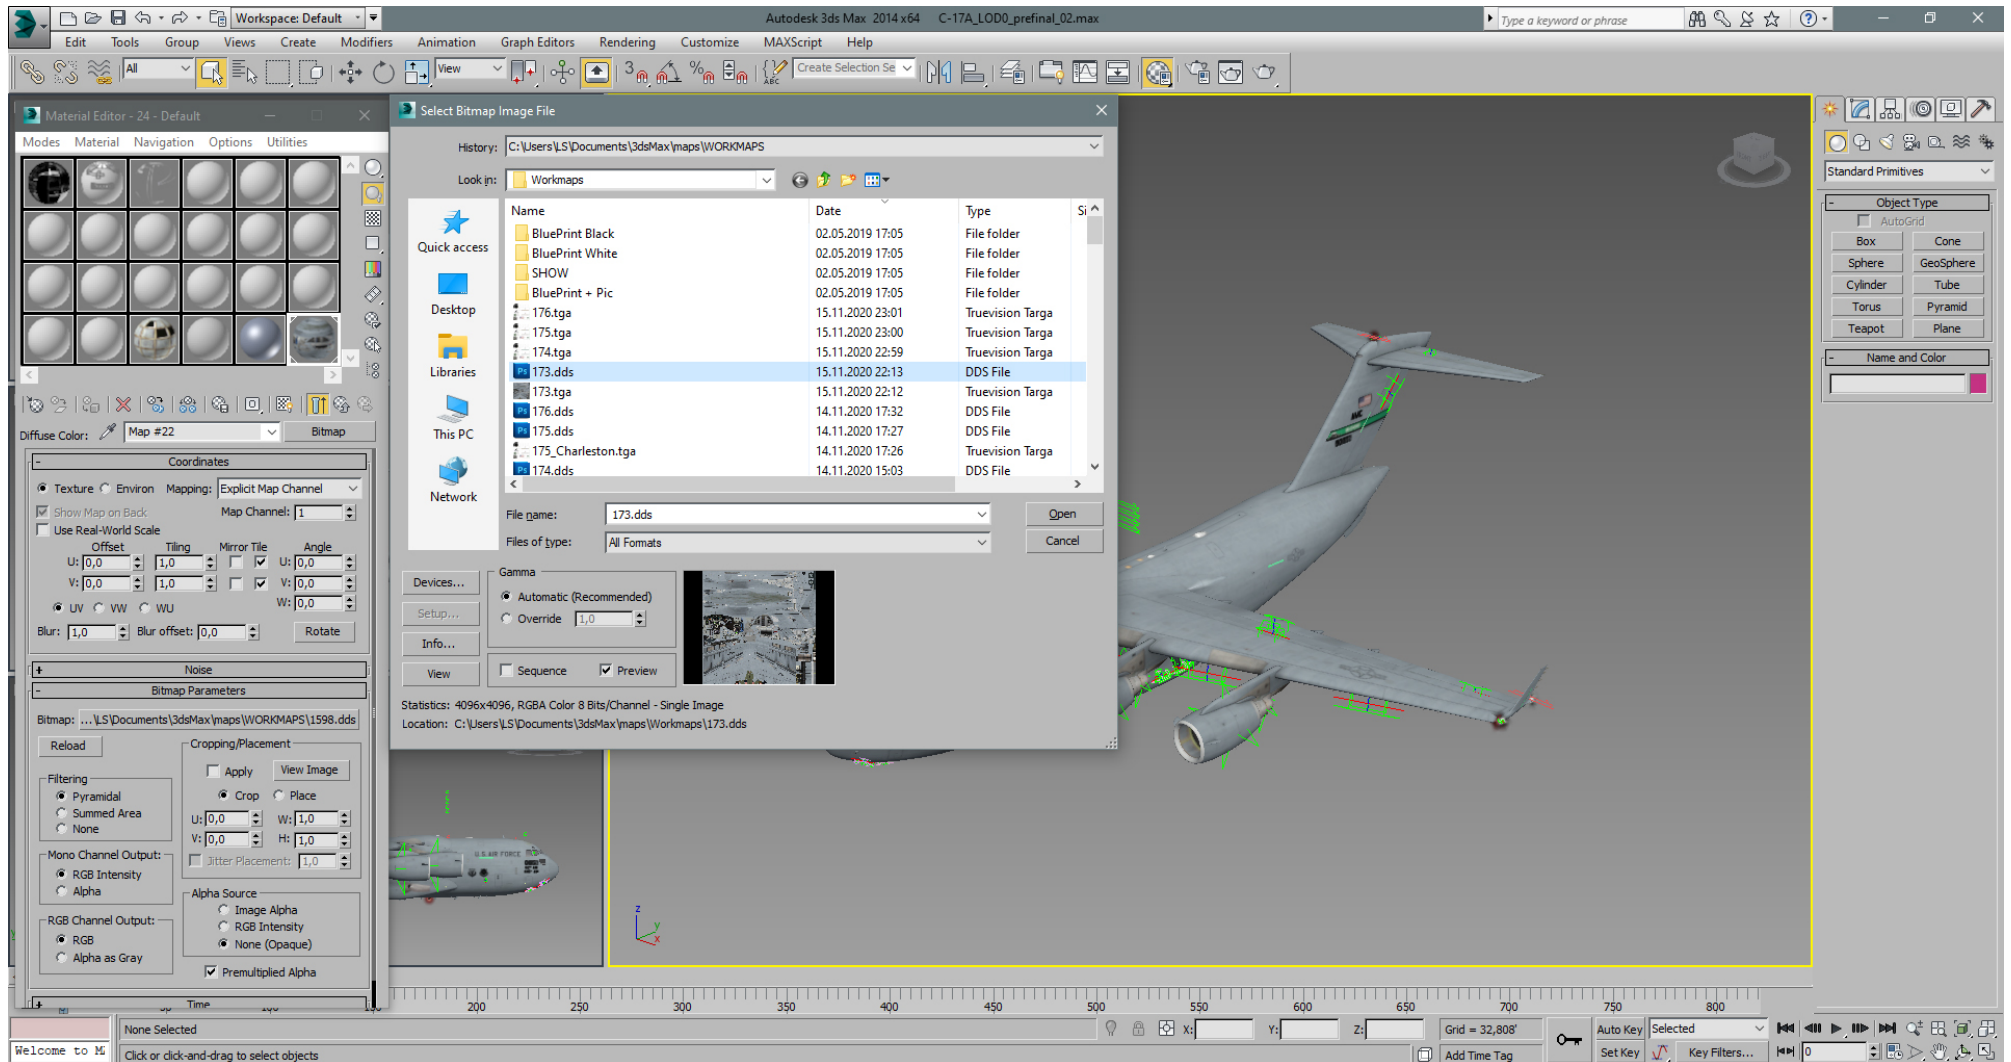 Workspace: Default
Autodesk 3ds Max 2014 x64 C-17A_LOD0_prefinal_02.max
Type a keyword or phrase
Edit Tools Group Views Create Modifiers Animation Graph Editors Rendering Customize MAXScript Help
All
View
Create Selection Se
Material Editor - 24 - Default
Modes Material Navigation Options Utilities
Diffuse Color: Map #22 Bitmap
Coordinates
Texture Environ Mapping: Explicit Map Channel
Show Map on Back Map Channel: 1
Use Real-World Scale
Offset Tiling Mirror Tile Angle
U: 0,0 1,0 U: 0,0
V: 0,0 1,0 V: 0,0
UV VW WU W: 0,0
Blur: 1,0 Blur offset: 0,0 Rotate
Noise
Bitmap Parameters
Bitmap: ...\LS\Documents\3dsMax\maps\WORKMAPS\1598.dds
Reload
Cropping/Placement
Apply View Image
Crop Place
U: 0,0 W: 1,0
V: 0,0 H: 1,0
Jitter Placement: 1,0
Filtering
Pyramidal
Summed Area
None
Mono Channel Output:
RGB Intensity
Alpha
RGB Channel Output:
RGB
Alpha as Gray
Alpha Source
Image Alpha
RGB Intensity
None (Opaque)
Premultiplied Alpha
Time
Select Bitmap Image File
History: C:\Users\LS\Documents\3dsMax\maps\WORKMAPS
Look in: Workmaps
Quick access
Desktop
Libraries
This PC
Network
Name Date Type Si
BluePrint Black 02.05.2019 17:05 File folder
BluePrint White 02.05.2019 17:05 File folder
SHOW 02.05.2019 17:05 File folder
BluePrint + Pic 02.05.2019 17:05 File folder
176.tga 15.11.2020 23:01 Truevision Targa
175.tga 15.11.2020 23:00 Truevision Targa
174.tga 15.11.2020 22:59 Truevision Targa
173.dds 15.11.2020 22:13 DDS File
173.tga 15.11.2020 22:12 Truevision Targa
176.dds 14.11.2020 17:32 DDS File
175.dds 14.11.2020 17:27 DDS File
175_Charleston.tga 14.11.2020 17:26 Truevision Targa
174.dds 14.11.2020 15:03 DDS File
File name: 173.dds Open
Files of type: All Formats Cancel
Devices...
Setup...
Info...
View
Gamma
Automatic (Recommended)
Override 1,0
Sequence Preview
Statistics: 4096x4096, RGBA Color 8 Bits/Channel - Single Image
Location: C:\Users\LS\Documents\3dsMax\maps\Workmaps\173.dds
U.S. AIR FORCE
z
y
x
Standard Primitives
Object Type
AutoGrid
Box Cone
Sphere GeoSphere
Cylinder Tube
Torus Pyramid
Teapot Plane
Name and Color
200 250 300 350 400 450 500 550 600 650 700 750 800
None Selected
X: Y: Z: Grid = 32,808'
Auto Key Selected
Welcome to M
Click or click-and-drag to select objects
Add Time Tag
Set Key Key Filters... 0